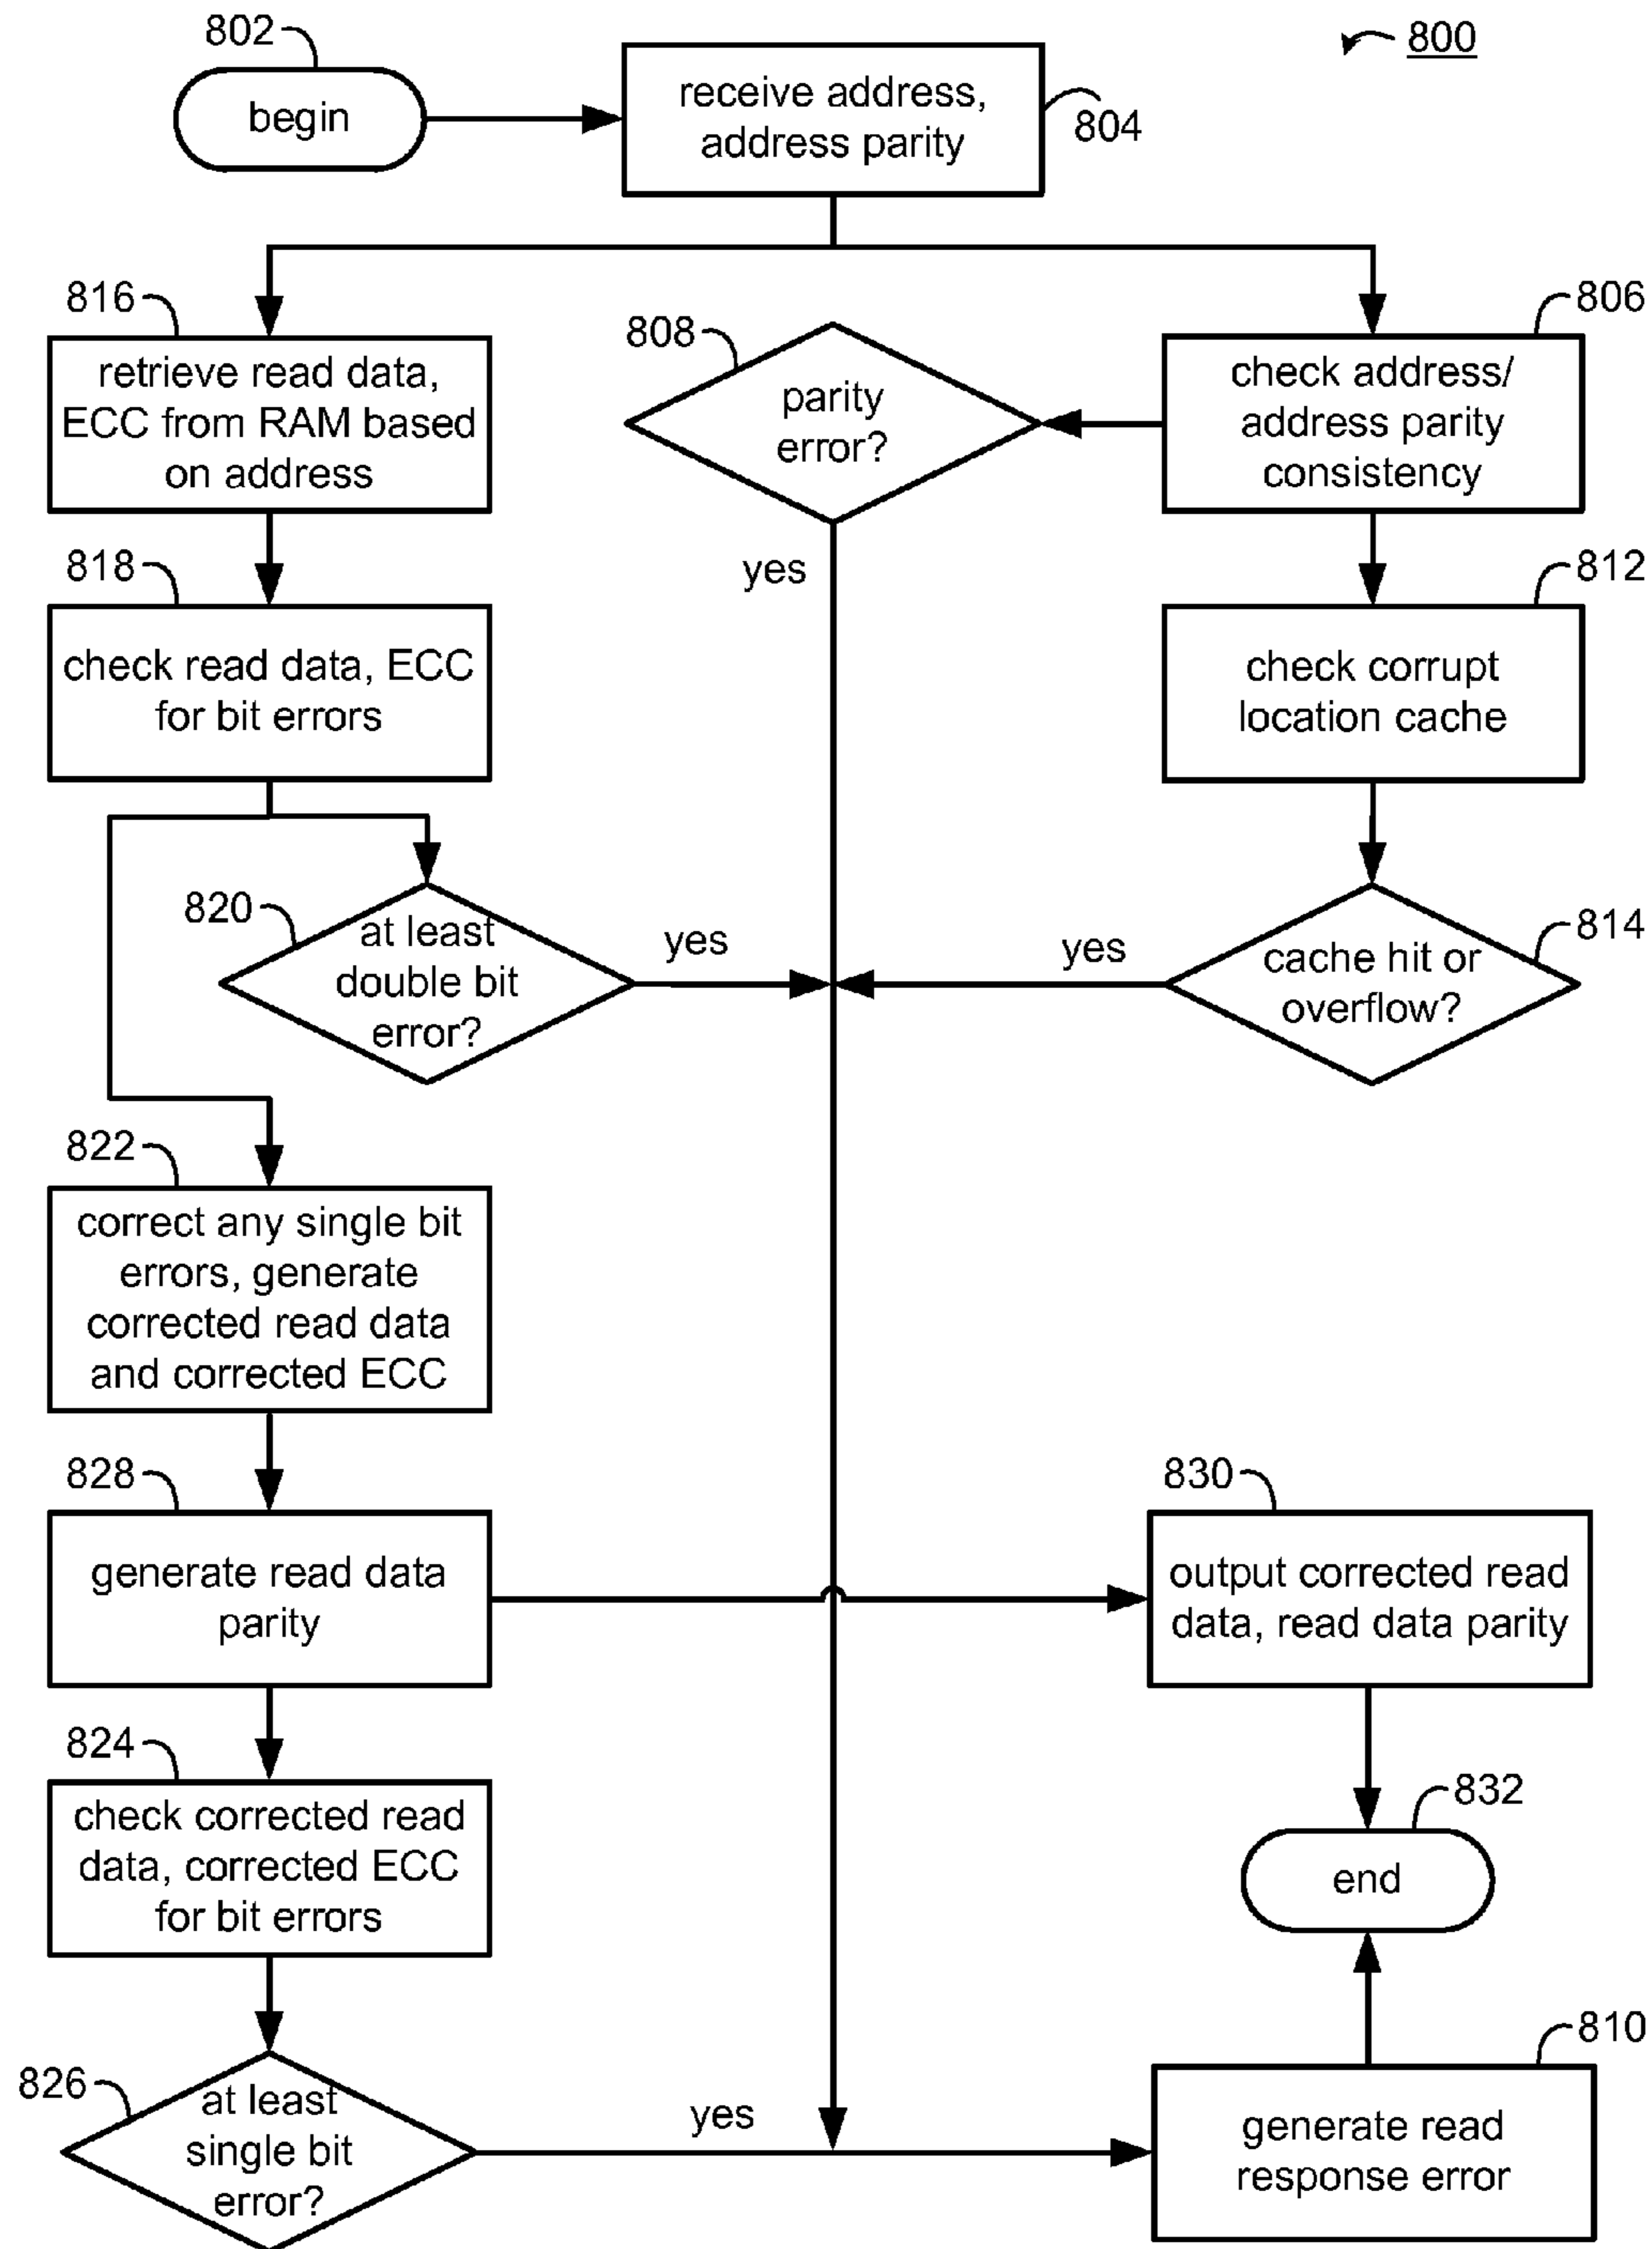 802
800
begin
receive address,
address parity
804
816
808
806
retrieve read data,
ECC from RAM based
on address
parity
error?
check address/
address parity
consistency
818
yes
812
check read data, ECC
for bit errors
check corrupt
location cache
820
at least
double bit
error?
yes
yes
cache hit or
overflow?
814
822
correct any single bit
errors, generate
corrected read data
and corrected ECC
828
830
generate read data
parity
output corrected read
data, read data parity
824
832
check corrected read
data, corrected ECC
for bit errors
end
810
826
at least
single bit
error?
yes
generate read
response error